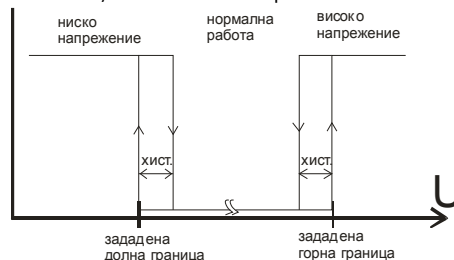 ниско
напрежение
нормална
работа
високо
напрежение
хист.
хист.
U
зададена
долна граница
зададена
горна граница